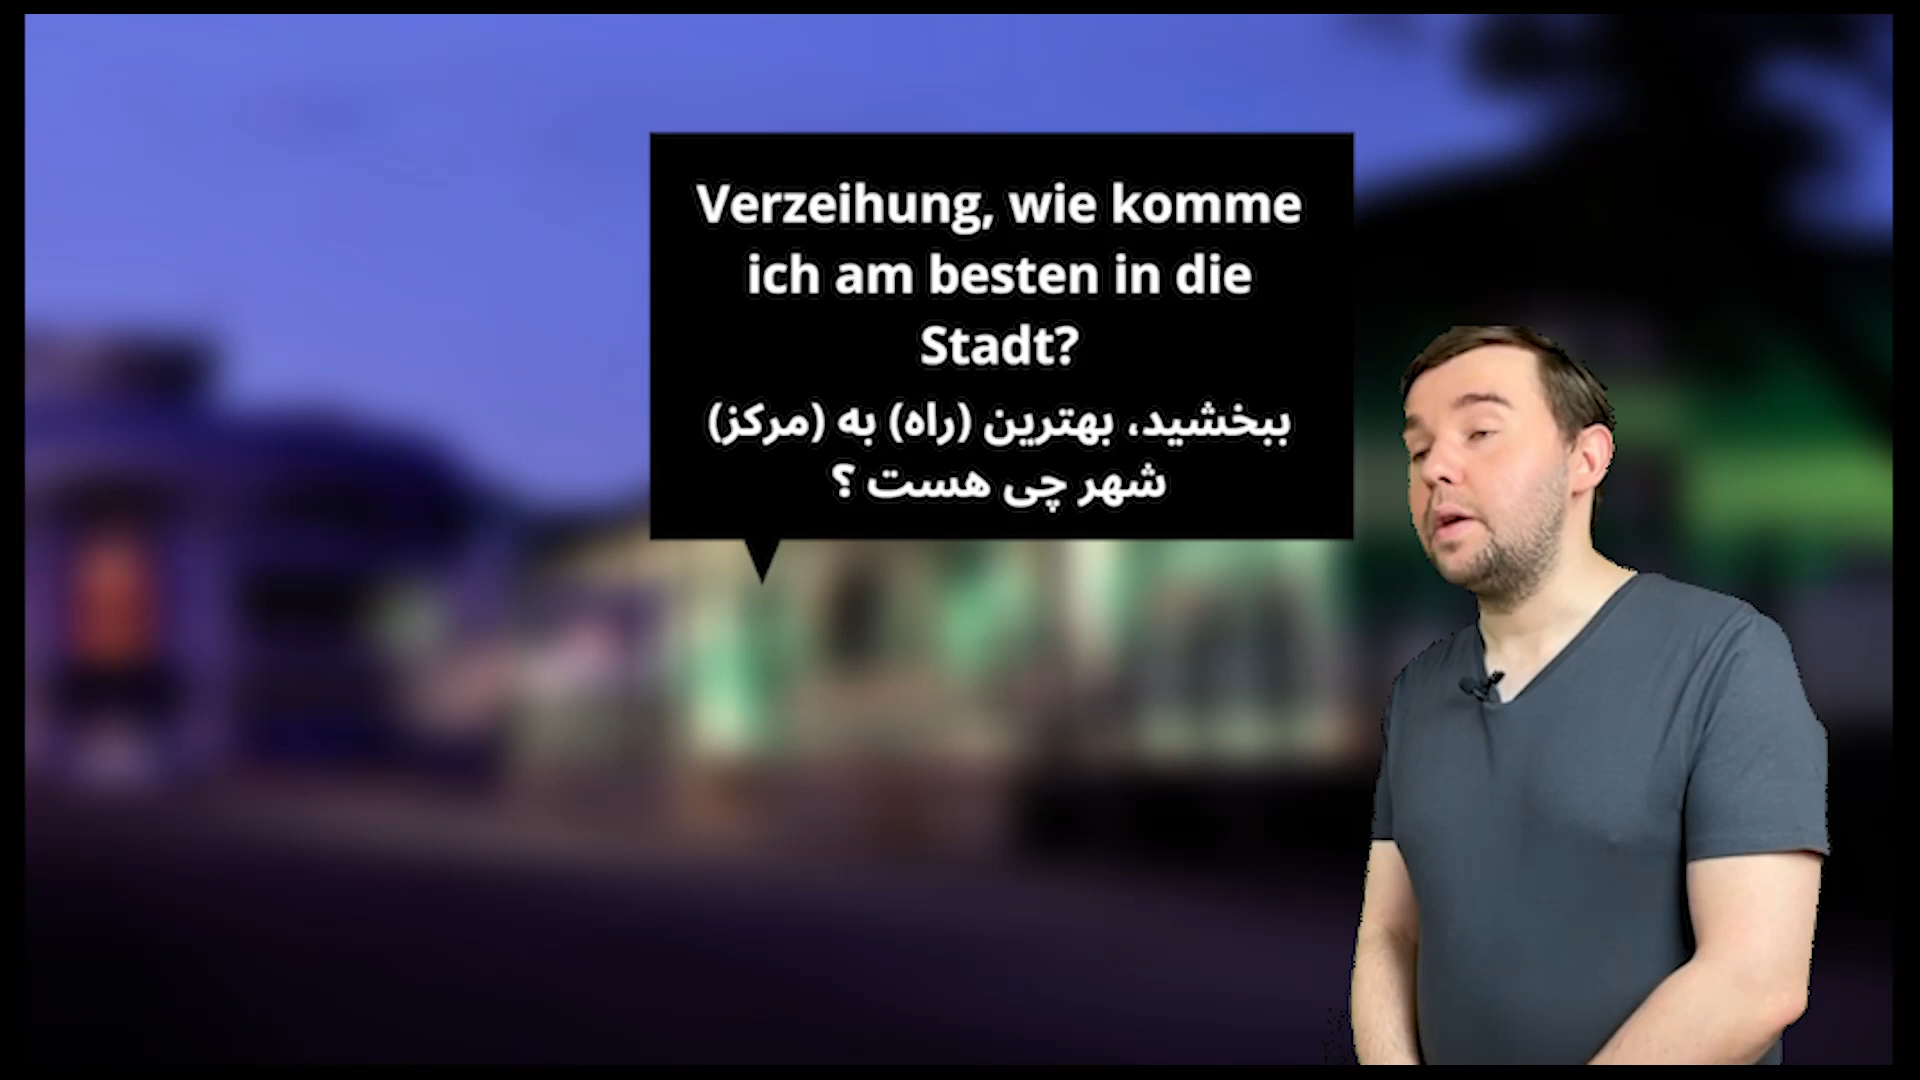 Verzeihung, wie komme
ich am besten in die
Stadt?
ببخشید، بهترین (راه) به (مرکز)
شهر چی هست ؟